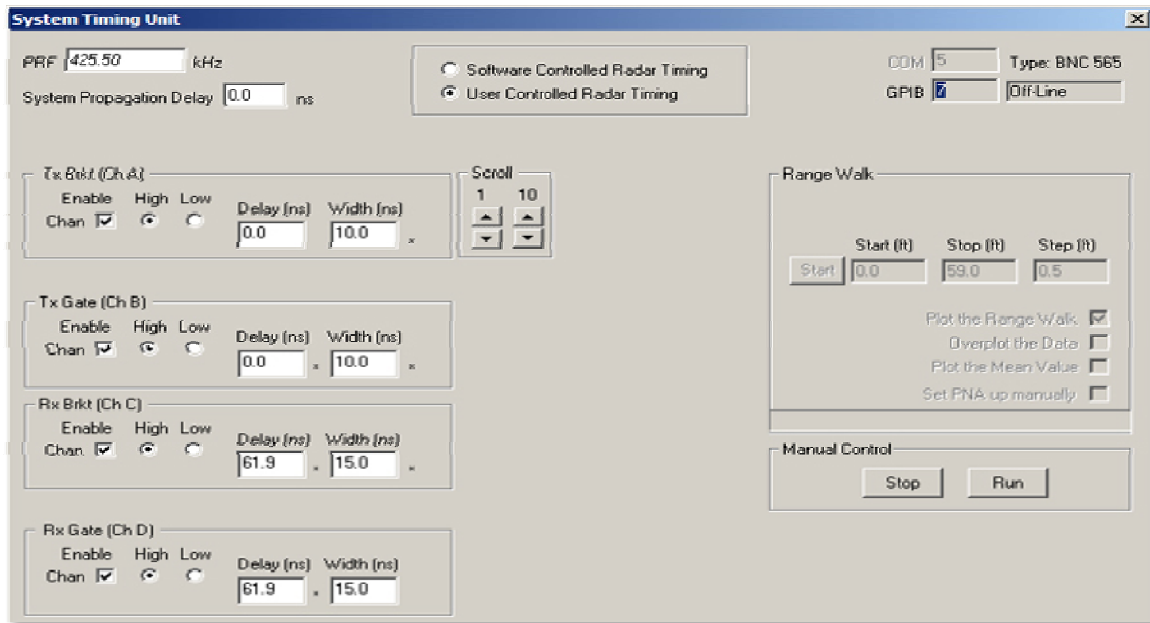 System Timing Unit
PRF 425.50 kHz
System Propagation Delay 0.0 ns
Software Controlled Radar Timing
User Controlled Radar Timing
COM 5 Type: BNC 565
GPIB 7 Off-Line
Tx Brkt (Ch A)
Enable High Low
Chan
Delay (ns) Width (ns)
0.0 10.0
Scroll
1 10
Range Walk
Start (ft) Stop (ft) Step (ft)
Start 0.0 59.0 0.5
Plot the Range Walk
Overplot the Data
Plot the Mean Value
Set PNA up manually
Tx Gate (Ch B)
Enable High Low
Chan
Delay (ns) Width (ns)
0.0 10.0
Rx Brkt (Ch C)
Enable High Low
Chan
Delay (ns) Width (ns)
61.9 15.0
Manual Control
Stop Run
Rx Gate (Ch D)
Enable High Low
Chan
Delay (ns) Width (ns)
61.9 15.0